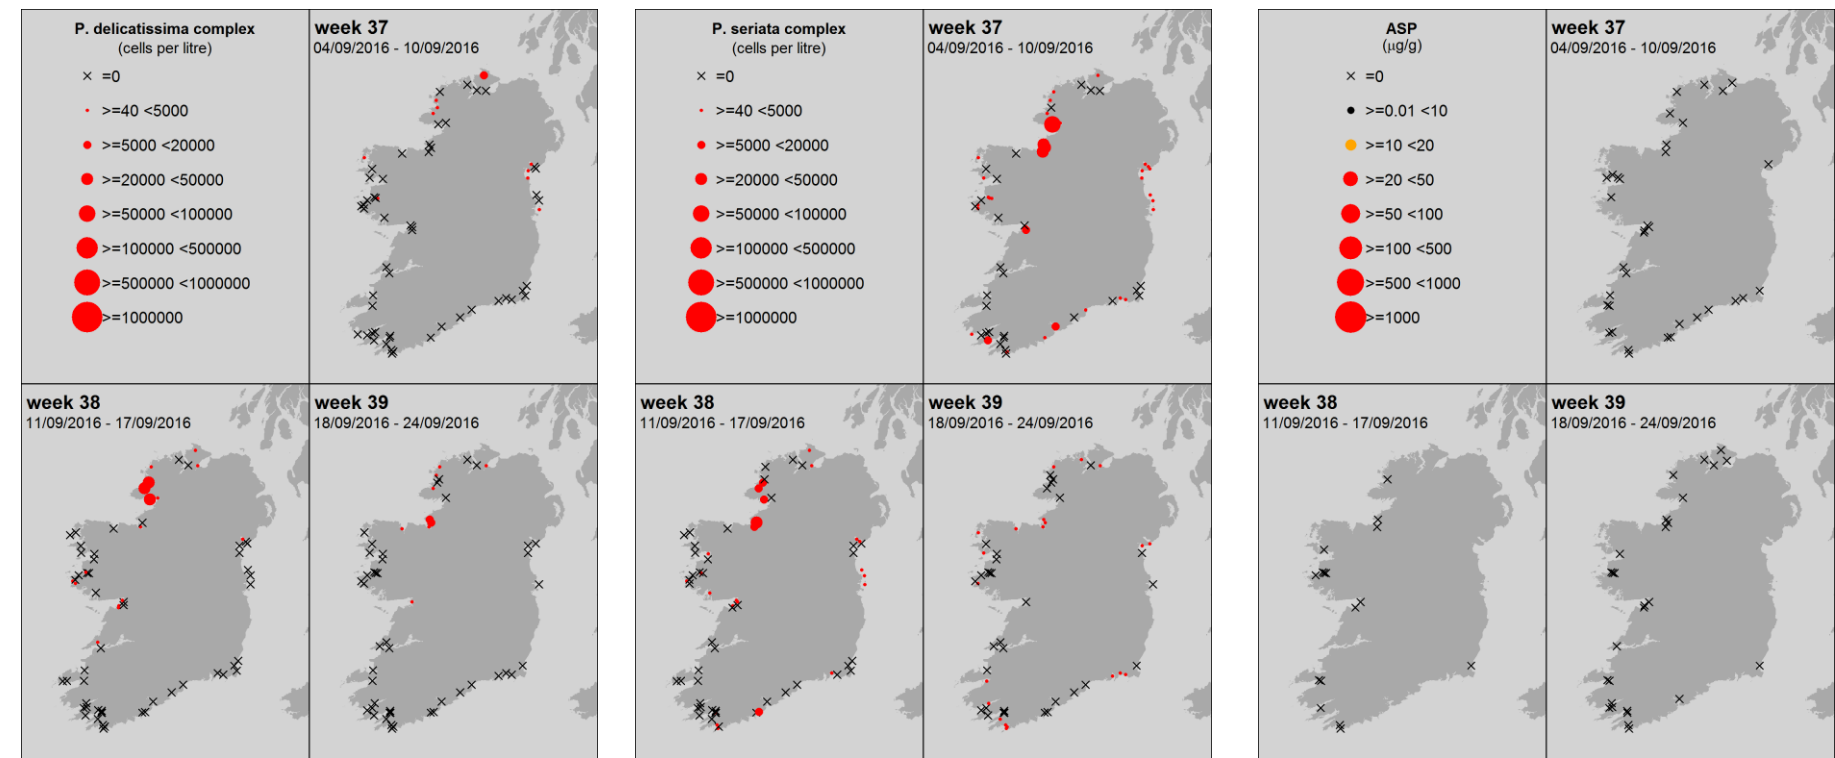 P. delicatissima complex
(cells per litre)
=0
>=40 <5000
>=5000 <20000
>=20000 <50000
>=50000 <100000
>=100000 <500000
>=500000 <1000000
>=1000000
week 37
04/09/2016 - 10/09/2016
week 38
11/09/2016 - 17/09/2016
week 39
18/09/2016 - 24/09/2016
P. seriata complex
(cells per litre)
=0
>=40 <5000
>=5000 <20000
>=20000 <50000
>=50000 <100000
>=100000 <500000
>=500000 <1000000
>=1000000
week 37
04/09/2016 - 10/09/2016
week 38
11/09/2016 - 17/09/2016
week 39
18/09/2016 - 24/09/2016
ASP
(µg/g)
=0
>=0.01 <10
>=10 <20
>=20 <50
>=50 <100
>=100 <500
>=500 <1000
>=1000
week 37
04/09/2016 - 10/09/2016
week 38
11/09/2016 - 17/09/2016
week 39
18/09/2016 - 24/09/2016